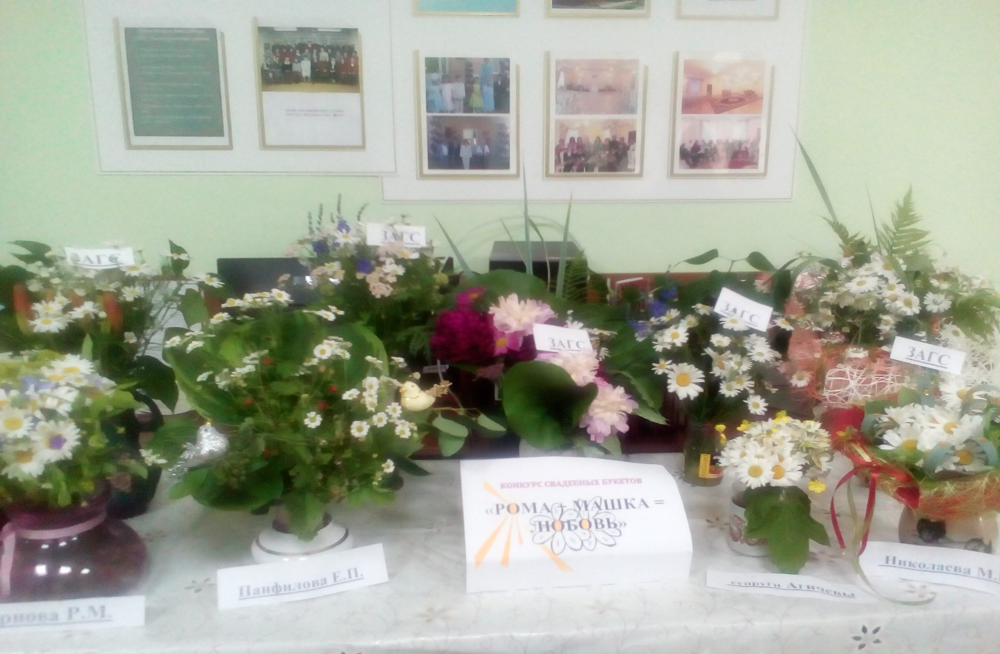 ЗАГС
ЗАГС
ЗАГС
ЗАГС
ЗАГС
КОНКУРС СВАДЕБНЫХ БУКЕТОВ
«РОМА + МАШКА =
ЛЮБОВЬ»
рнова Р.М.
Панфилова Е.П.
супруги Агичевы
Николаева М.